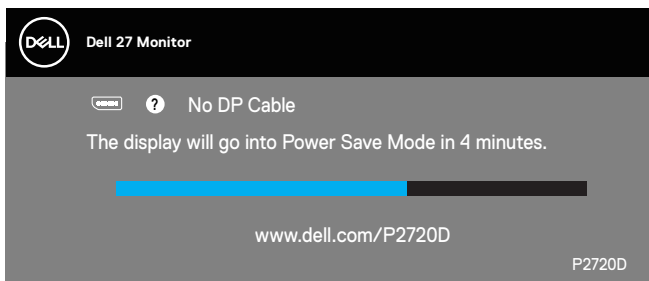 DELL
Dell 27 Monitor
? No DP Cable
The display will go into Power Save Mode in 4 minutes.
www.dell.com/P2720D
P2720D